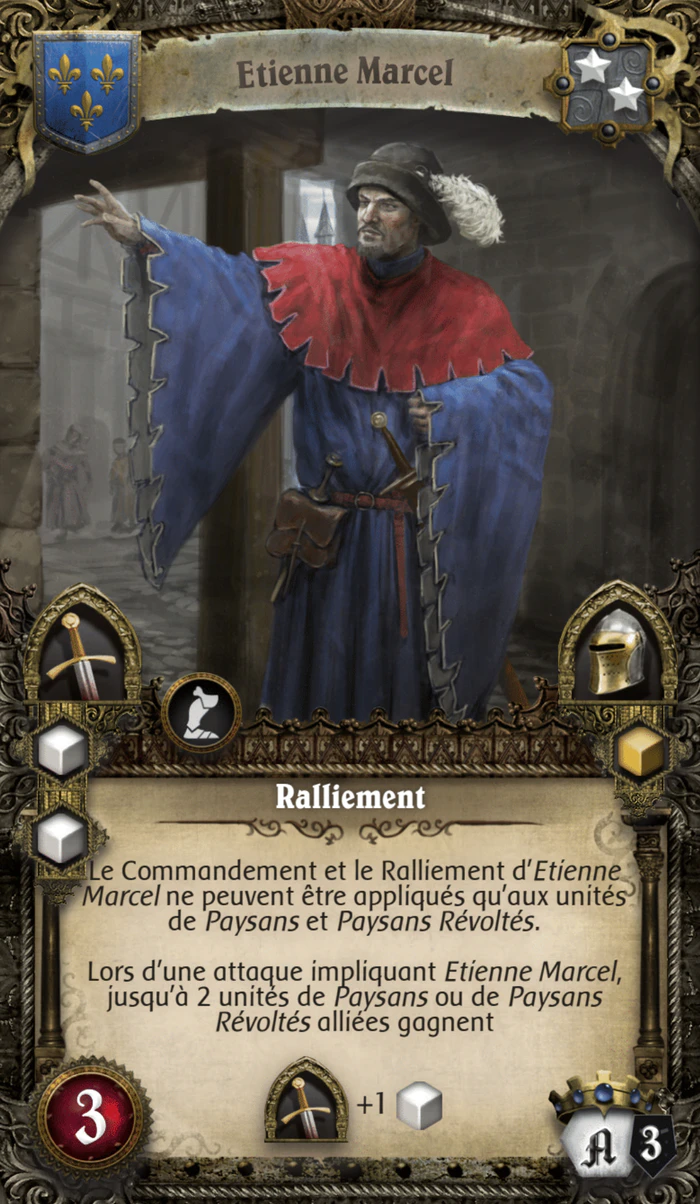 Etienne Marcel
Ralliement
Le Commandement et le Ralliement d'Etienne
Marcel ne peuvent être appliqués qu'aux unités
de Paysans et Paysans Révoltés.
Lors d'une attaque impliquant Etienne Marcel,
jusqu'à 2 unités de Paysans ou de Paysans
Révoltés alliées gagnent
3
+1
A 3